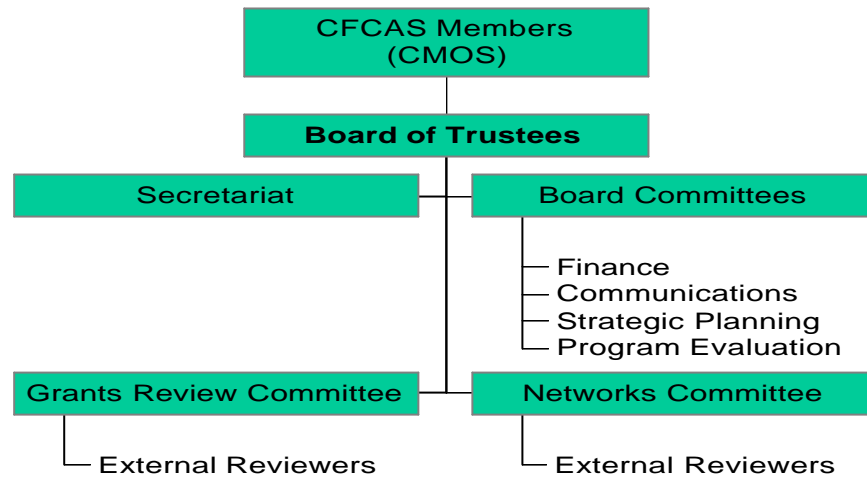 CFCAS Members
(CMOS)
Board of Trustees
Secretariat
Board Committees
Finance
Communications
Strategic Planning
Program Evaluation
Grants Review Committee
Networks Committee
External Reviewers
External Reviewers